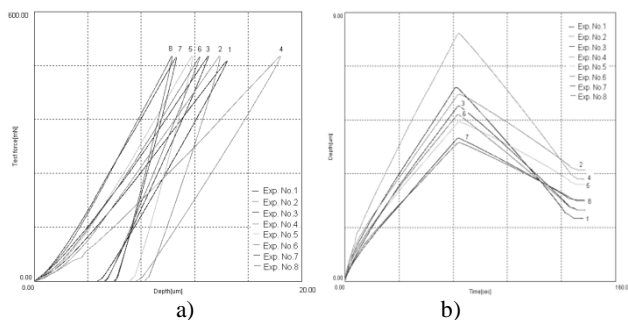 600.00
Test force[mN]
8 7 5 6 3 2 1 4
Exp. No.1
Exp. No.2
Exp. No.3
Exp. No.4
Exp. No.5
Exp. No.6
Exp. No.7
Exp. No.8
0.00
0.00
Depth[um]
20.00
a)
9.00
Depth[um]
Exp. No.1
Exp. No.2
Exp. No.3
Exp. No.4
Exp. No.5
Exp. No.6
Exp. No.7
Exp. No.8
3
7
2
4
8
1
0.00
0.00
Time[sec]
b)